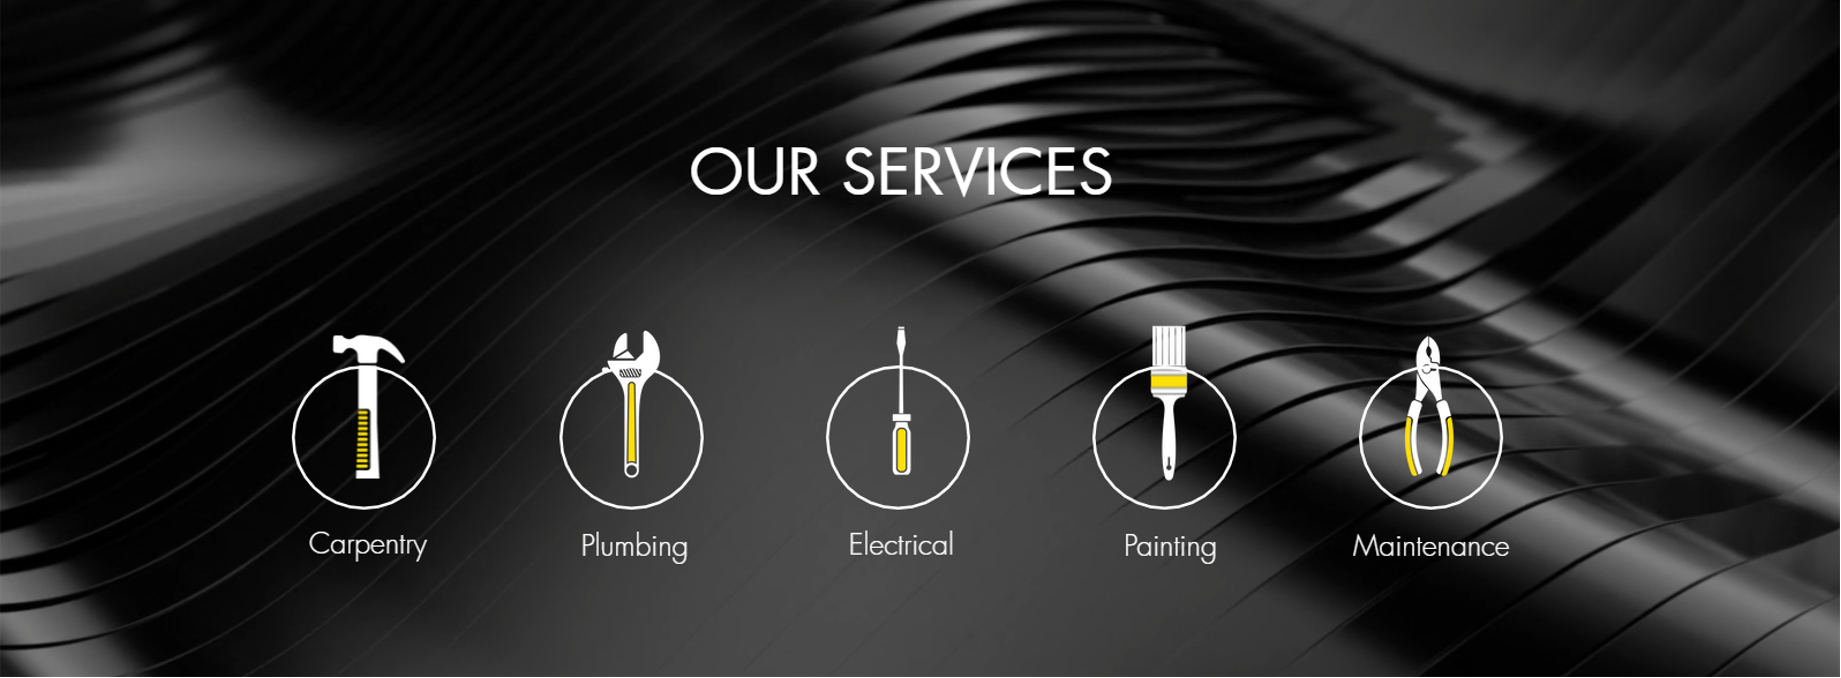 OUR SERVICES
Carpentry
Plumbing
Electrical
Painting
Maintenance